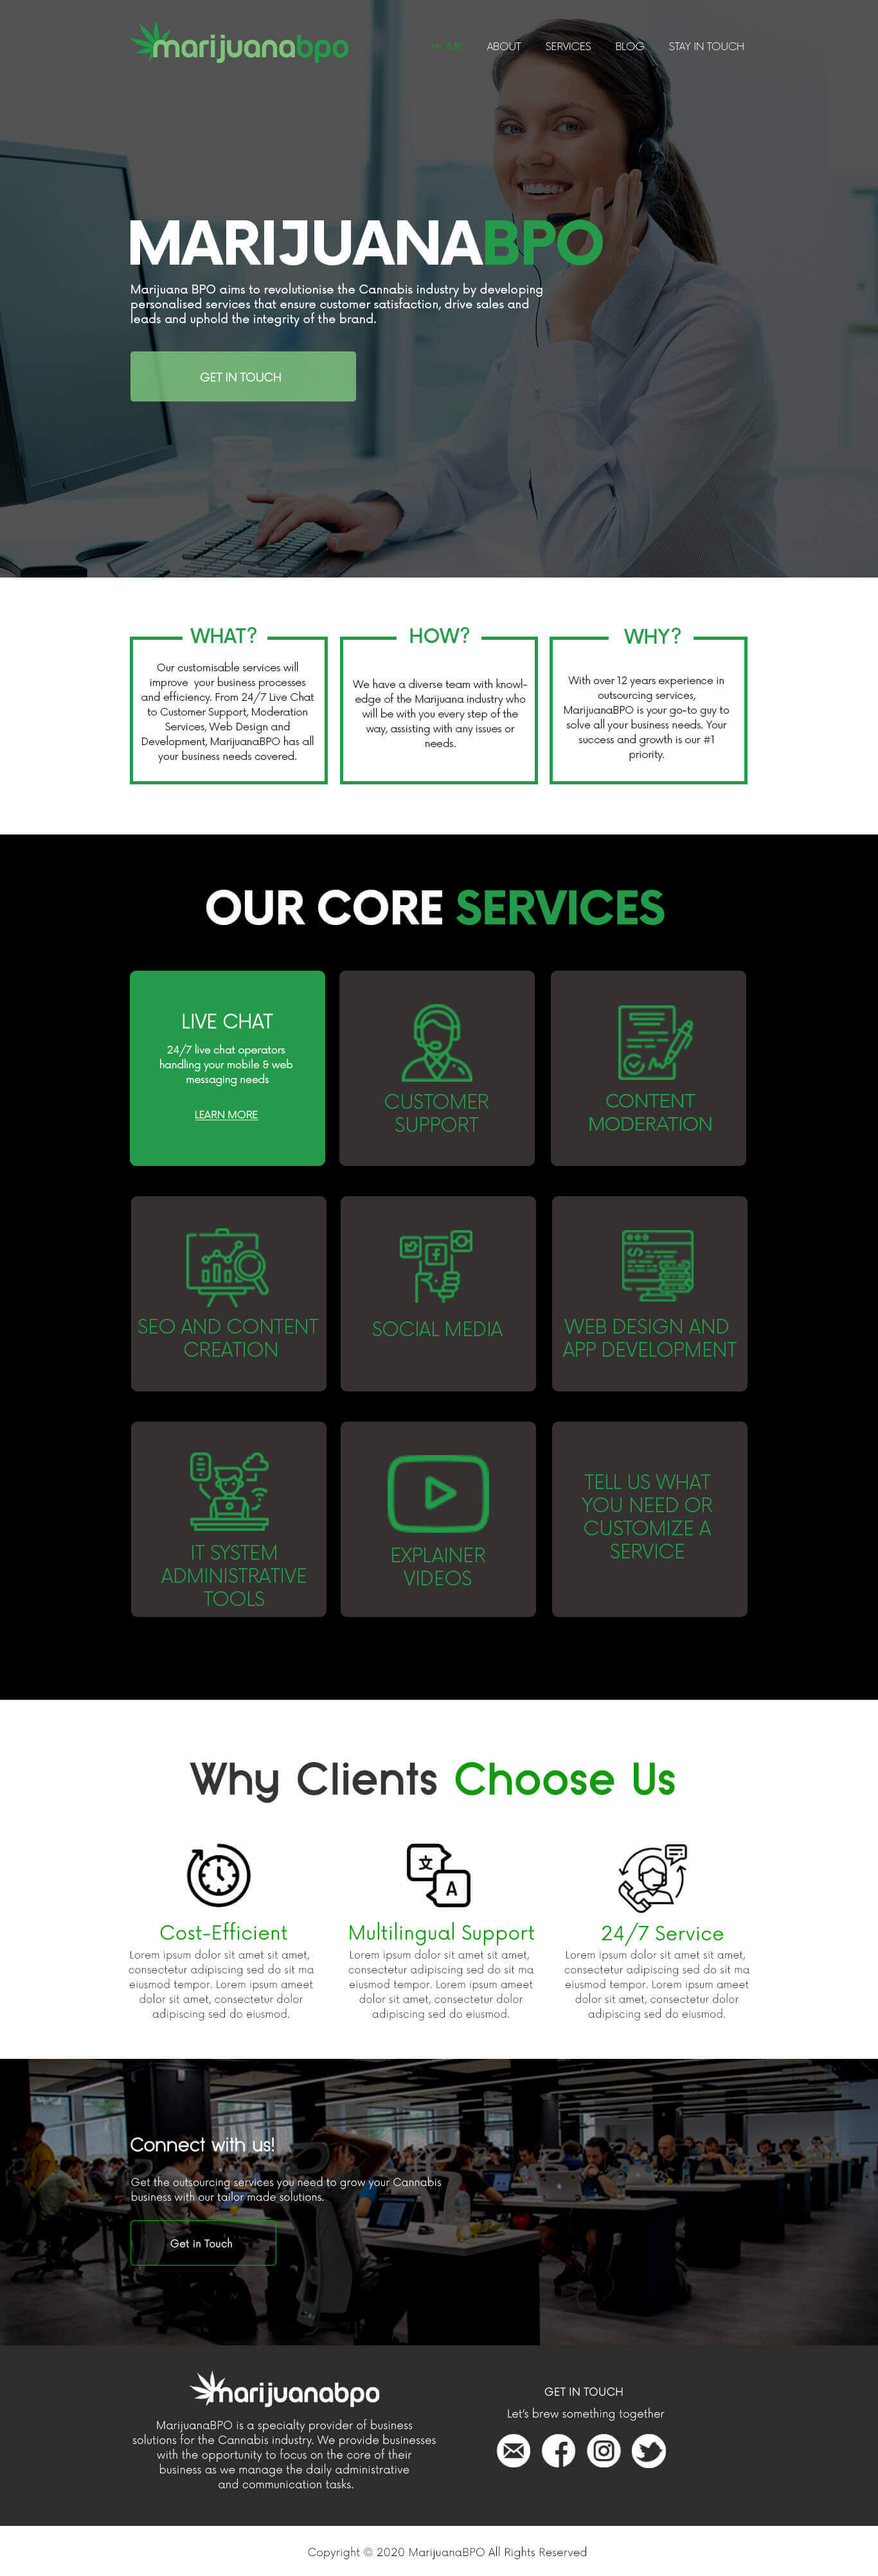 marijuanabpo
HOME ABOUT SERVICES BLOG STAY IN TOUCH
MARIJUANABPO
Marijuana BPO aims to revolutionise the Cannabis industry by developing
personalised services that ensure customer satisfaction, drive sales and
leads and uphold the integrity of the brand.
GET IN TOUCH
WHAT?
Our customisable services will
improve your business processes
and efficiency. From 24/7 Live Chat
to Customer Support, Moderation
Services, Web Design and
Development, MarijuanaBPO has all
your business needs covered.
HOW?
We have a diverse team with knowl-
edge of the Marijuana industry who
will be with you every step of the
way, assisting with any issues or
needs.
WHY?
With over 12 years experience in
outsourcing services,
MarijuanaBPO is your go-to guy to
solve all your business needs. Your
success and growth is our #1
priority.
OUR CORE SERVICES
LIVE CHAT
24/7 live chat operators
handling your mobile & web
messaging needs
LEARN MORE
CUSTOMER
SUPPORT
CONTENT
MODERATION
SEO AND CONTENT
CREATION
SOCIAL MEDIA
WEB DESIGN AND
APP DEVELOPMENT
IT SYSTEM
ADMINISTRATIVE
TOOLS
EXPLAINER
VIDEOS
TELL US WHAT
YOU NEED OR
CUSTOMIZE A
SERVICE
Why Clients Choose Us
文
A
Cost-Efficient
Lorem ipsum dolor sit amet sit amet,
consectetur adipiscing sed do sit ma
eiusmod tempor. Lorem ipsum ameet
dolor sit amet, consectetur dolor
adipiscing sed do eiusmod.
Multilingual Support
Lorem ipsum dolor sit amet sit amet,
consectetur adipiscing sed do sit ma
eiusmod tempor. Lorem ipsum ameet
dolor sit amet, consectetur dolor
adipiscing sed do eiusmod.
24/7 Service
Lorem ipsum dolor sit amet sit amet,
consectetur adipiscing sed do sit ma
eiusmod tempor. Lorem ipsum ameet
dolor sit amet, consectetur dolor
adipiscing sed do eiusmod.
Connect with us!
Get the outsourcing services you need to grow your Cannabis
business with our tailor made solutions.
Get in Touch
marijuanabpo
MarijuanaBPO is a specialty provider of business
solutions for the Cannabis industry. We provide businesses
with the opportunity to focus on the core of their
business as we manage the daily administrative
and communication tasks.
GET IN TOUCH
Let's brew something together
Copyright © 2020 MarijuanaBPO All Rights Reserved